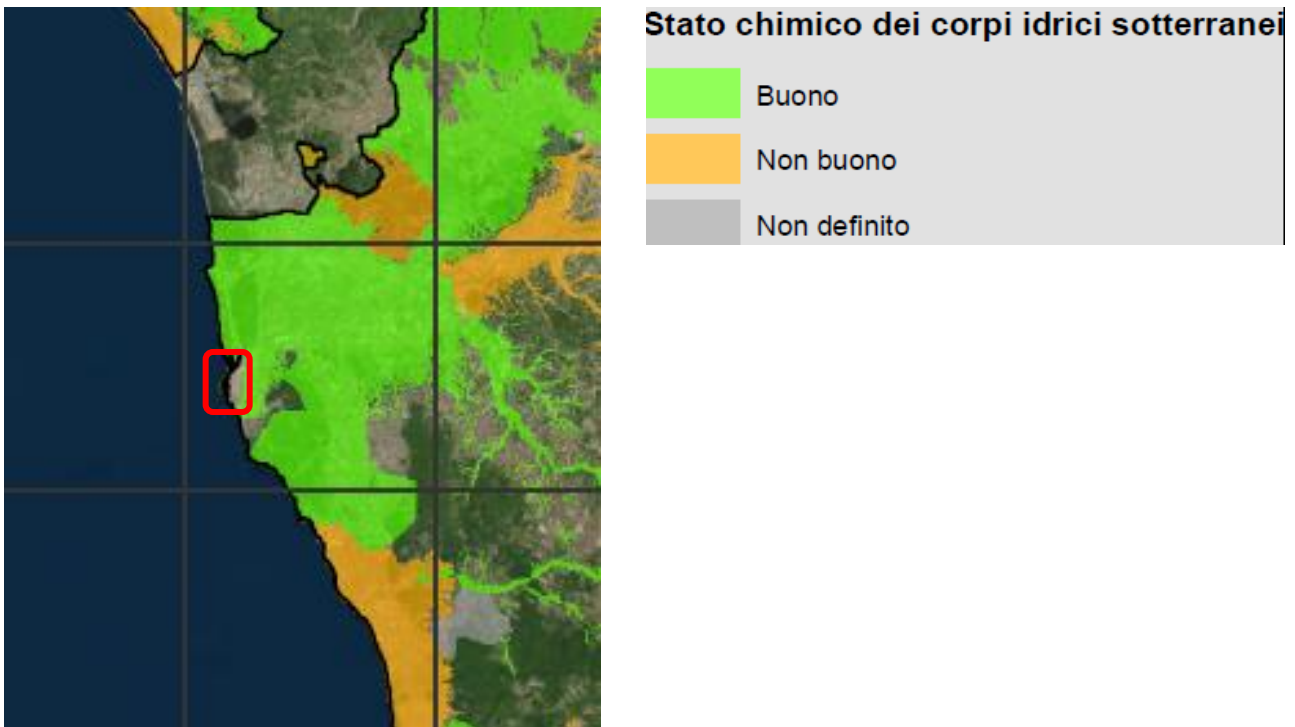 Stato chimico dei corpi idrici sotterranei
Buono
Non buono
Non definito